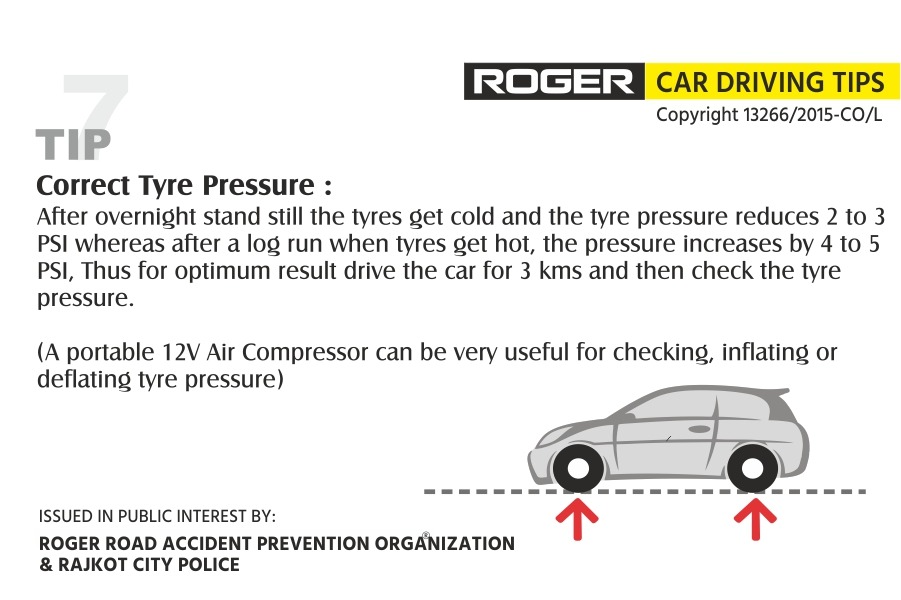 ROGER CAR DRIVING TIPS
Copyright 13266/2015-CO/L
7
TIP
Correct Tyre Pressure :
After overnight stand still the tyres get cold and the tyre pressure reduces 2 to 3
PSI whereas after a log run when tyres get hot, the pressure increases by 4 to 5
PSI, Thus for optimum result drive the car for 3 kms and then check the tyre
pressure.
(A portable 12V Air Compressor can be very useful for checking, inflating or
deflating tyre pressure)
ISSUED IN PUBLIC INTEREST BY:
ROGER ROAD ACCIDENT PREVENTION ORGANIZATION®
& RAJKOT CITY POLICE